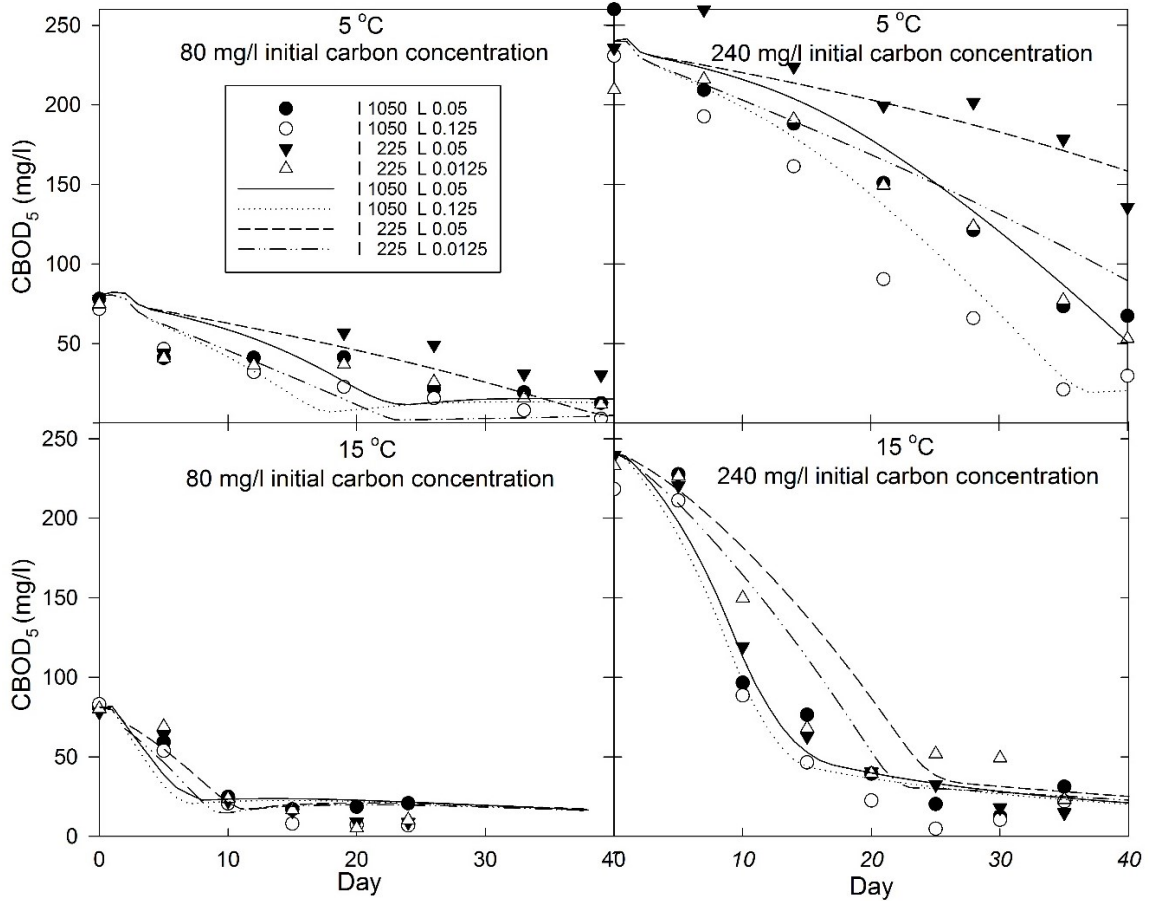 5 °C
80 mg/l initial carbon concentration
5 °C
240 mg/l initial carbon concentration
250
200
150
100
50
CBOD5 (mg/l)
I 1050 L 0.05
I 1050 L 0.125
I 225 L 0.05
I 225 L 0.0125
I 1050 L 0.05
I 1050 L 0.125
I 225 L 0.05
I 225 L 0.0125
15 °C
80 mg/l initial carbon concentration
15 °C
240 mg/l initial carbon concentration
250
200
150
100
50
0
CBOD5 (mg/l)
0 10 20 30 40
10 20 30 40
Day
Day